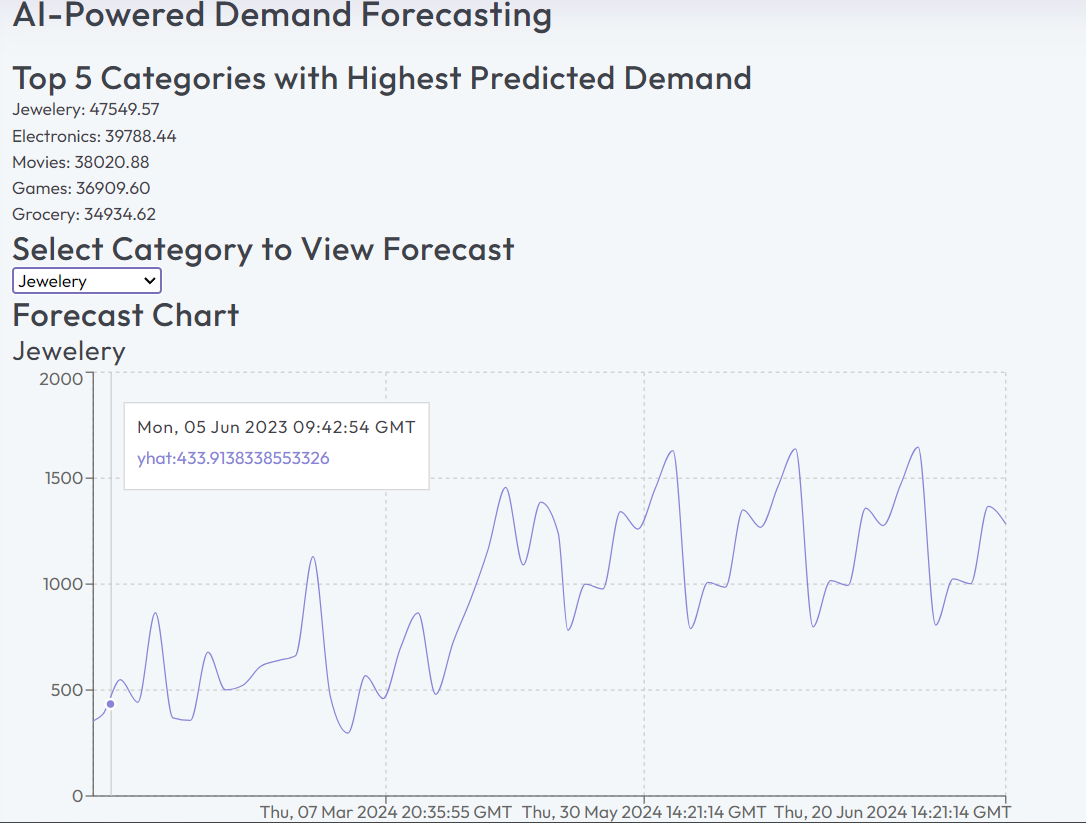 AI-Powered Demand Forecasting
Top 5 Categories with Highest Predicted Demand
Jewelery: 47549.57
Electronics: 39788.44
Movies: 38020.88
Games: 36909.60
Grocery: 34934.62
Select Category to View Forecast
Jewelery
Forecast Chart
Jewelery
2000
Mon, 05 Jun 2023 09:42:54 GMT
yhat:433.9138338553326
1500
1000
500
0
Thu, 07 Mar 2024 20:35:55 GMT Thu, 30 May 2024 14:21:14 GMT Thu, 20 Jun 2024 14:21:14 GMT